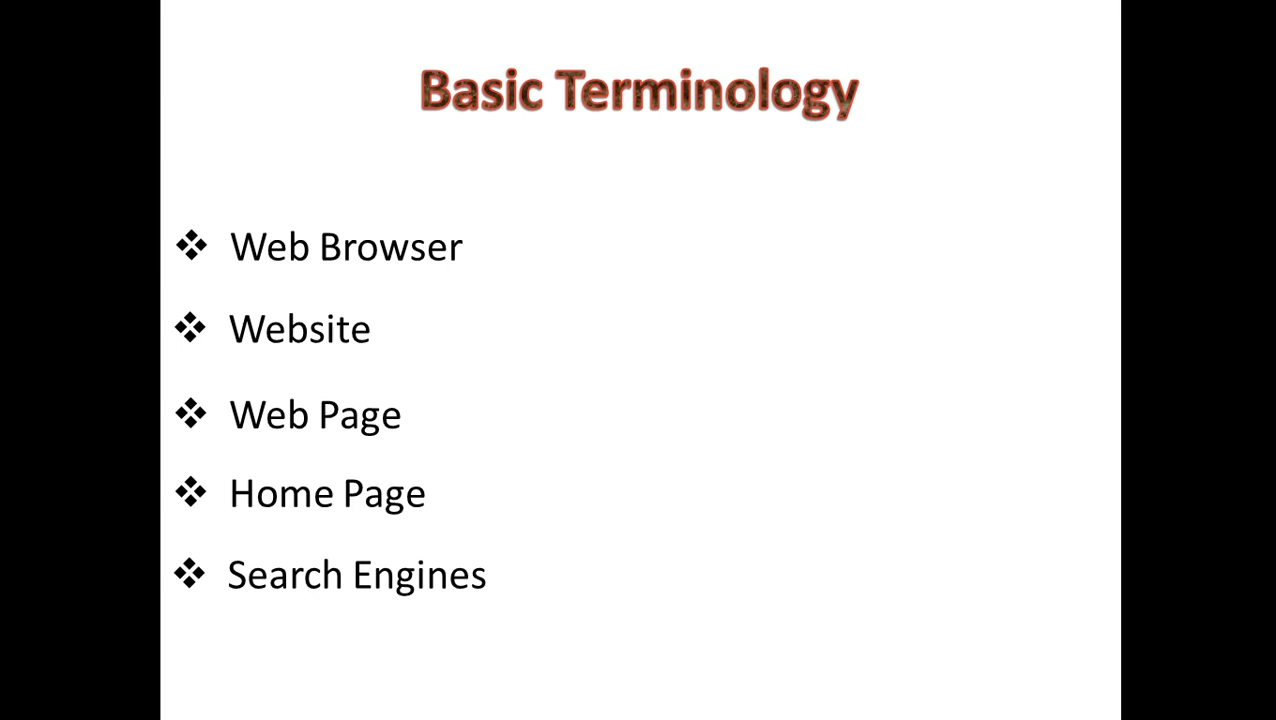 Basic Terminology
❖ Web Browser
❖ Website
❖ Web Page
❖ Home Page
❖ Search Engines